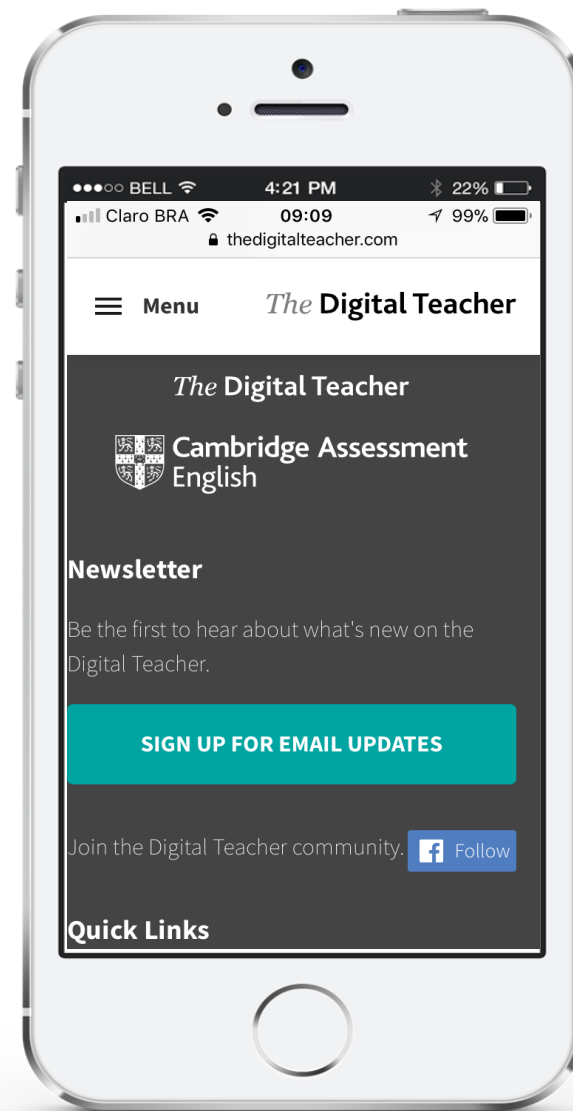 BELL 4:21 PM 22%
Claro BRA 09:09 99%
thedigitalteacher.com
Menu The Digital Teacher
The Digital Teacher
Cambridge Assessment
English
Newsletter
Be the first to hear about what's new on the
Digital Teacher.
SIGN UP FOR EMAIL UPDATES
Join the Digital Teacher community. f Follow
Quick Links